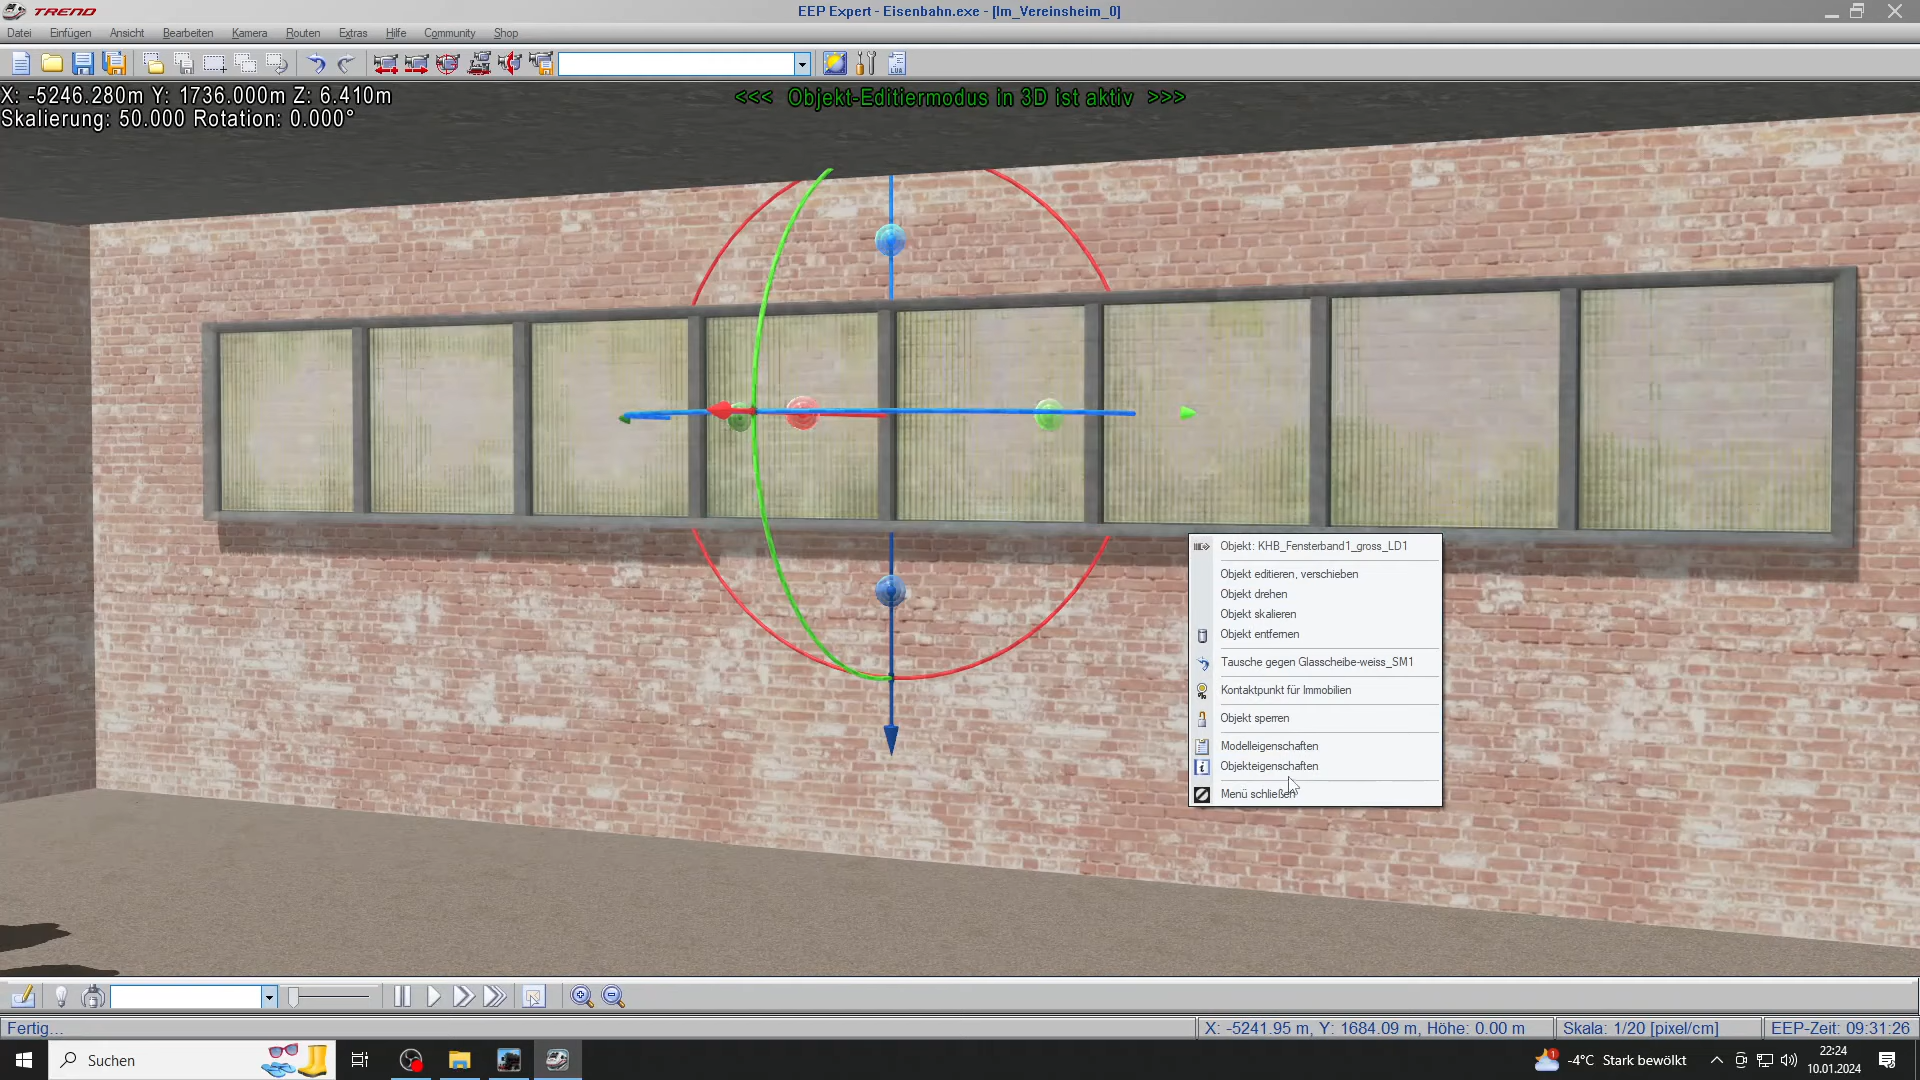 TREND
EEP Expert - Eisenbahn.exe - [Im_Vereinsheim_0]
Datei Einfügen Ansicht Bearbeiten Kamera Routen Extras Hilfe Community Shop
X: -5246.280m Y: 1736.000m Z: 6.410m
<<< Objekt-Editiermodus in 3D ist aktiv >>>
Skalierung: 50.000 Rotation: 0.000°
Objekt: KHB_Fensterband1_gross_LD1
Objekt editieren, verschieben
Objekt drehen
Objekt skalieren
Objekt entfernen
Tausche gegen Glasscheibe-weiss_SM1
Kontaktpunkt für Immobilien
Objekt sperren
Modelleigenschaften
Objekteigenschaften
Menü schließen
Fertig...
X: -5241.95 m, Y: 1684.09 m, Höhe: 0.00 m
Skala: 1/20 [pixel/cm]
EEP-Zeit: 09:31:26
Suchen
-4°C Stark bewölkt
22:24
10.01.2024